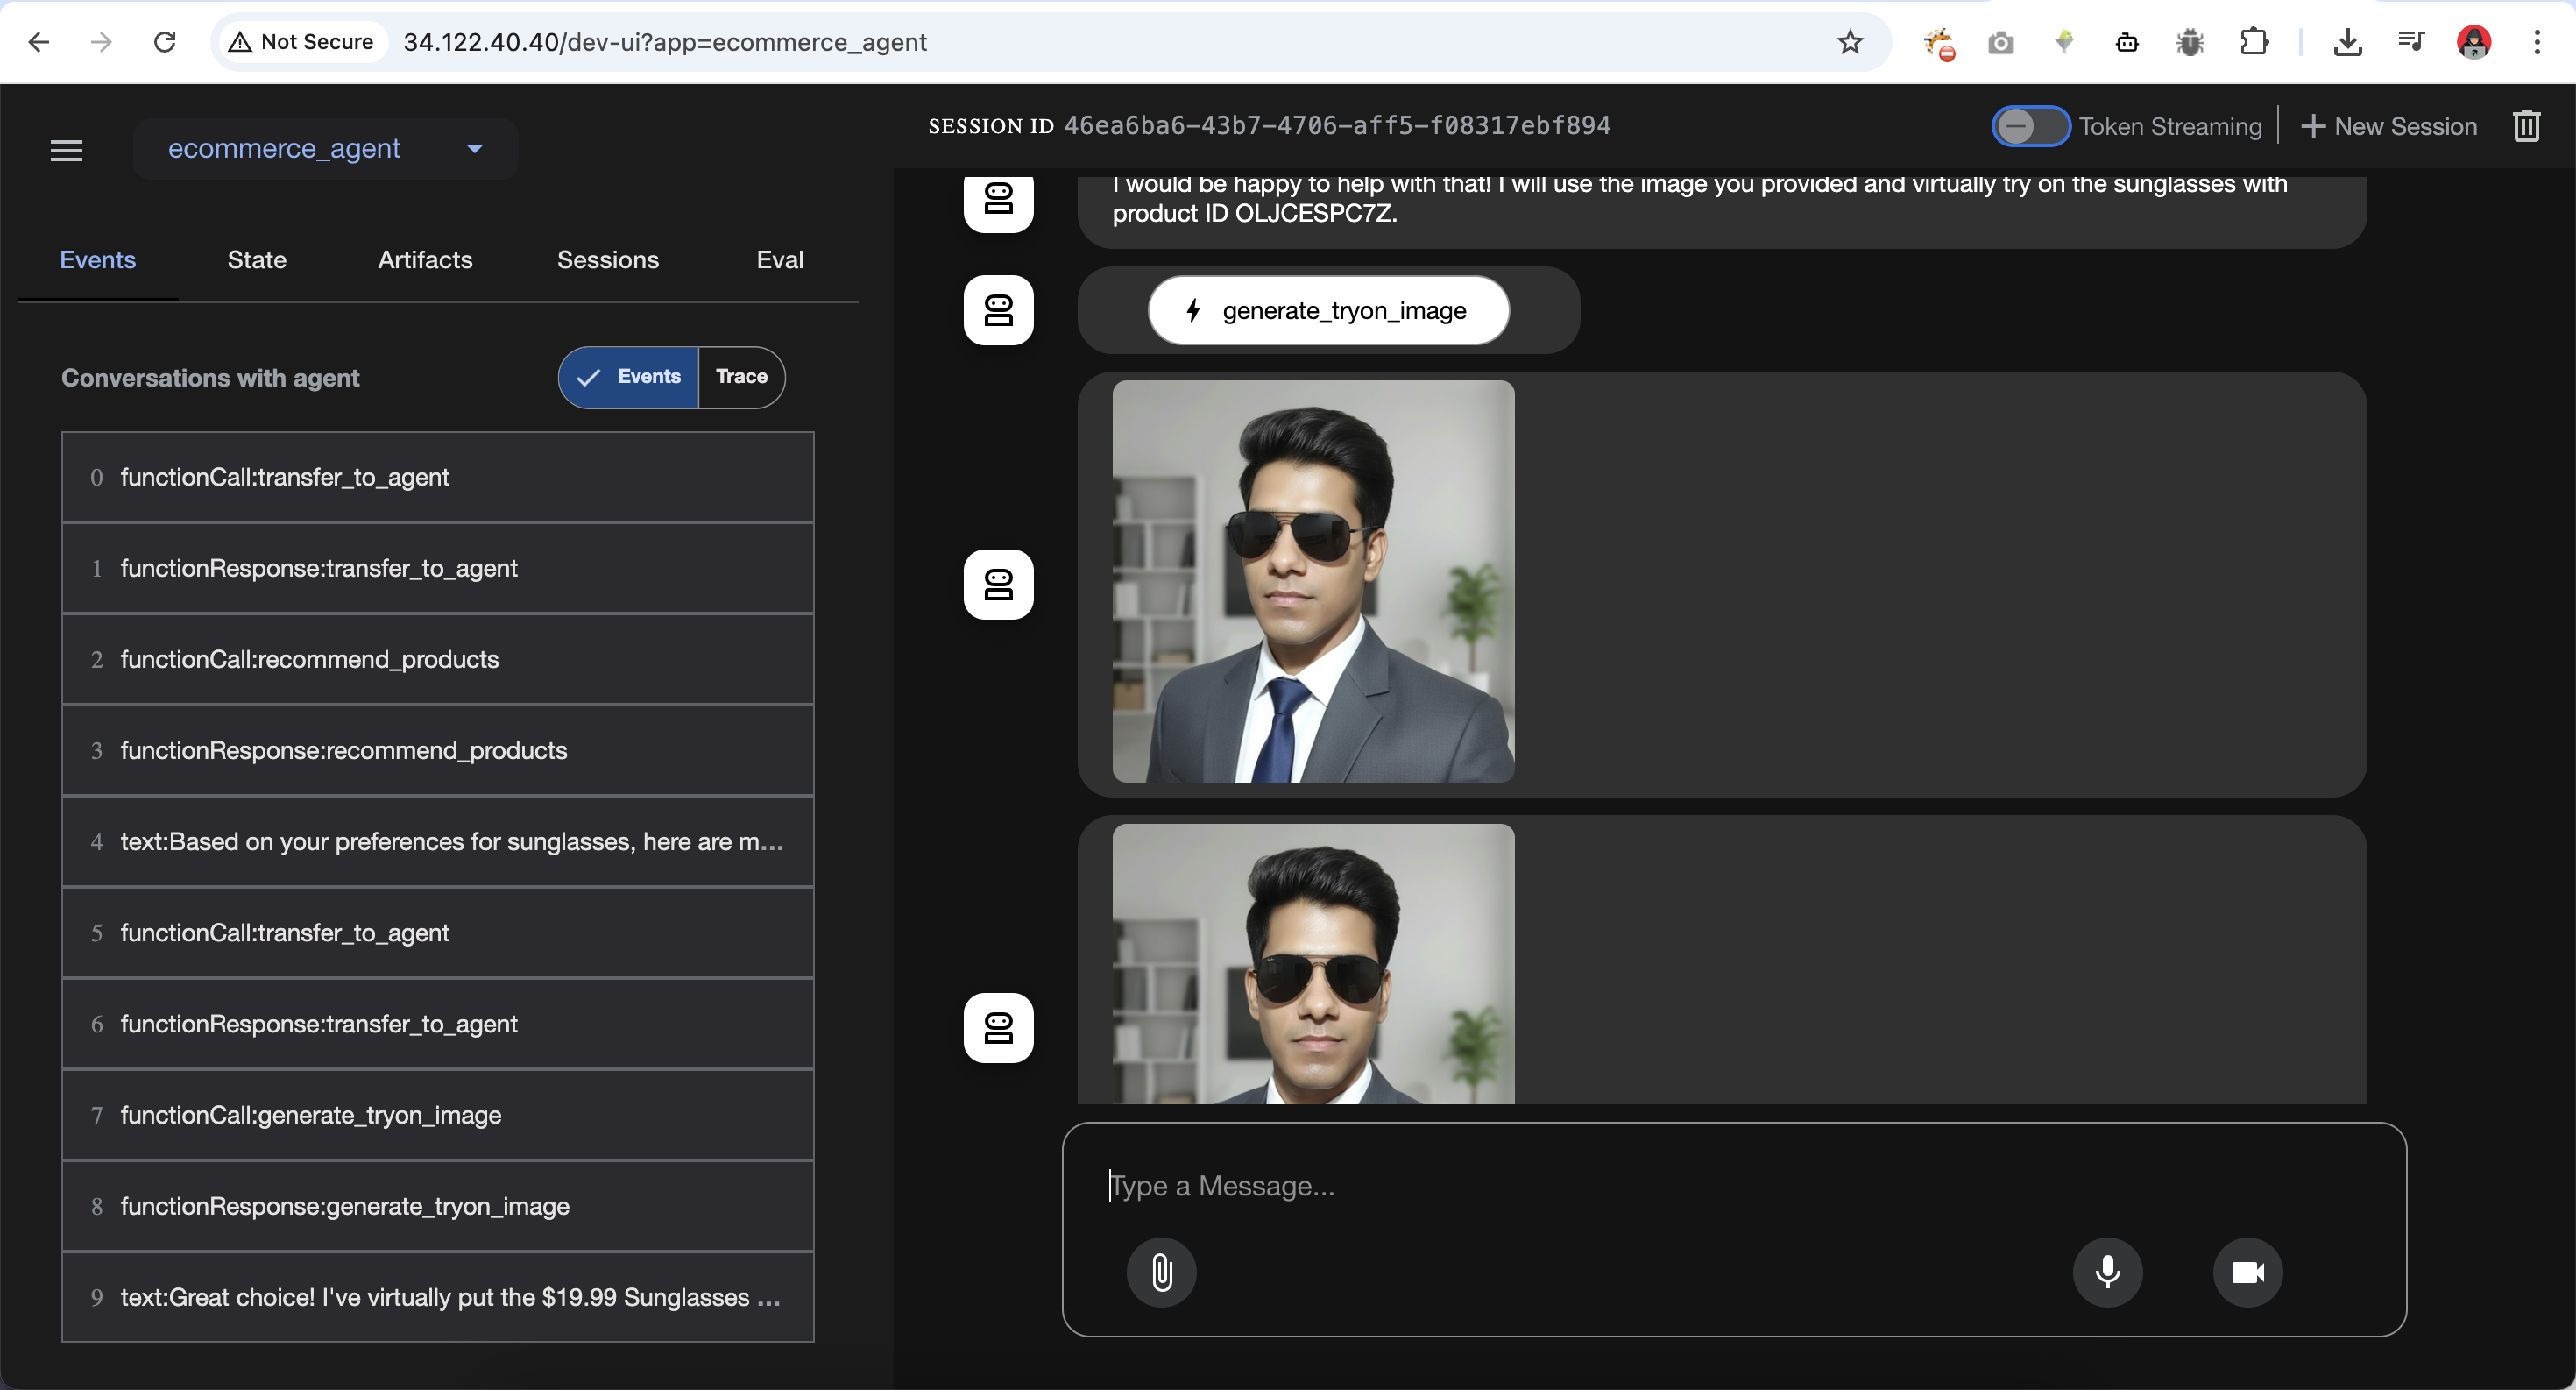 Not Secure 34.122.40.40/dev-ui?app=ecommerce_agent
ecommerce_agent
SESSION ID 46ea6ba6-43b7-4706-aff5-f08317ebf894
Token Streaming
New Session
Events State Artifacts Sessions Eval
Conversations with agent
Events Trace
0 functionCall:transfer_to_agent
1 functionResponse:transfer_to_agent
2 functionCall:recommend_products
3 functionResponse:recommend_products
4 text:Based on your preferences for sunglasses, here are m...
5 functionCall:transfer_to_agent
6 functionResponse:transfer_to_agent
7 functionCall:generate_tryon_image
8 functionResponse:generate_tryon_image
9 text:Great choice! I've virtually put the $19.99 Sunglasses ...
I would be happy to help with that! I will use the image you provided and virtually try on the sunglasses with
product ID OLJCESPC7Z.
generate_tryon_image
Type a Message...